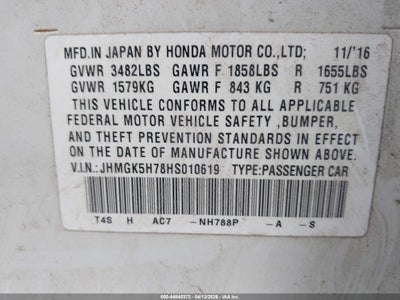 MFD.IN JAPAN BY HONDA MOTOR CO.,LTD; 11/'16
GVWR 3482LBS GAWR F 1858LBS R 1655LBS
GVWR 1579KG GAWR F 843 KG R 751 KG
THIS VEHICLE CONFORMS TO ALL APPLICABLE
FEDERAL MOTOR VEHICLE SAFETY ,BUMPER,
AND THEFT PREVENTION STANDARDS IN EFFECT
ON THE DATE OF MANUFACTURE SHOWN ABOVE.
V.I.N.: JHMGK5H78HS010619 TYPE:PASSENGER CAR
T4S H AC7 -NH788P -A -S
000-44640372 - 04/13/2026 - IAA, Inc.